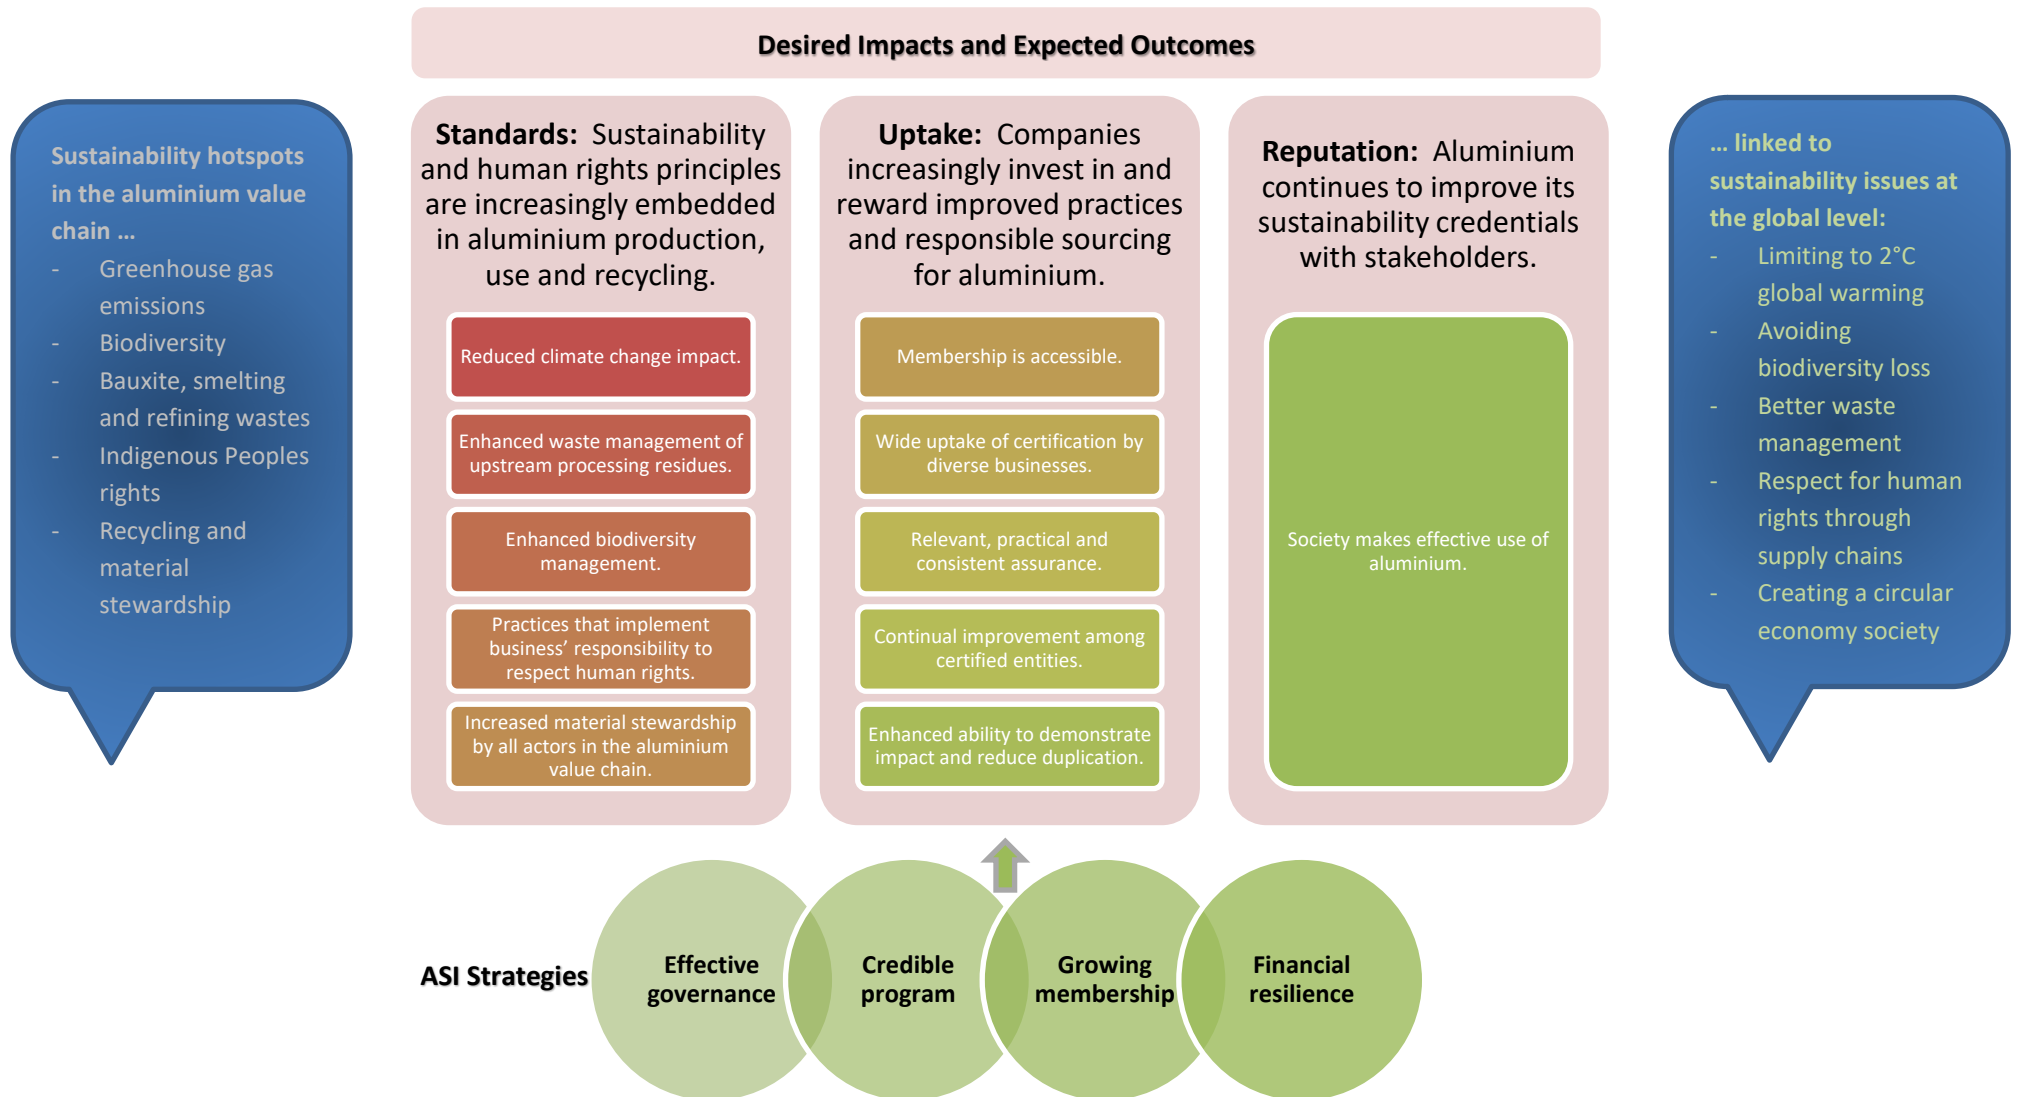 Desired Impacts and Expected Outcomes
Sustainability hotspots
in the aluminium value
chain ...
- Greenhouse gas
emissions
- Biodiversity
- Bauxite, smelting
and refining wastes
- Indigenous Peoples
rights
- Recycling and
material
stewardship
Standards: Sustainability
and human rights principles
are increasingly embedded
in aluminium production,
use and recycling.
Reduced climate change impact.
Enhanced waste management of
upstream processing residues.
Enhanced biodiversity
management.
Practices that implement
business’ responsibility to
respect human rights.
Increased material stewardship
by all actors in the aluminium
value chain.
Uptake: Companies
increasingly invest in and
reward improved practices
and responsible sourcing
for aluminium.
Membership is accessible.
Wide uptake of certification by
diverse businesses.
Relevant, practical and
consistent assurance.
Continual improvement among
certified entities.
Enhanced ability to demonstrate
impact and reduce duplication.
Reputation: Aluminium
continues to improve its
sustainability credentials
with stakeholders.
Society makes effective use of
aluminium.
... linked to
sustainability issues at
the global level:
- Limiting to 2°C
global warming
- Avoiding
biodiversity loss
- Better waste
management
- Respect for human
rights through
supply chains
- Creating a circular
economy society
ASI Strategies
Effective
governance
Credible
program
Growing
membership
Financial
resilience